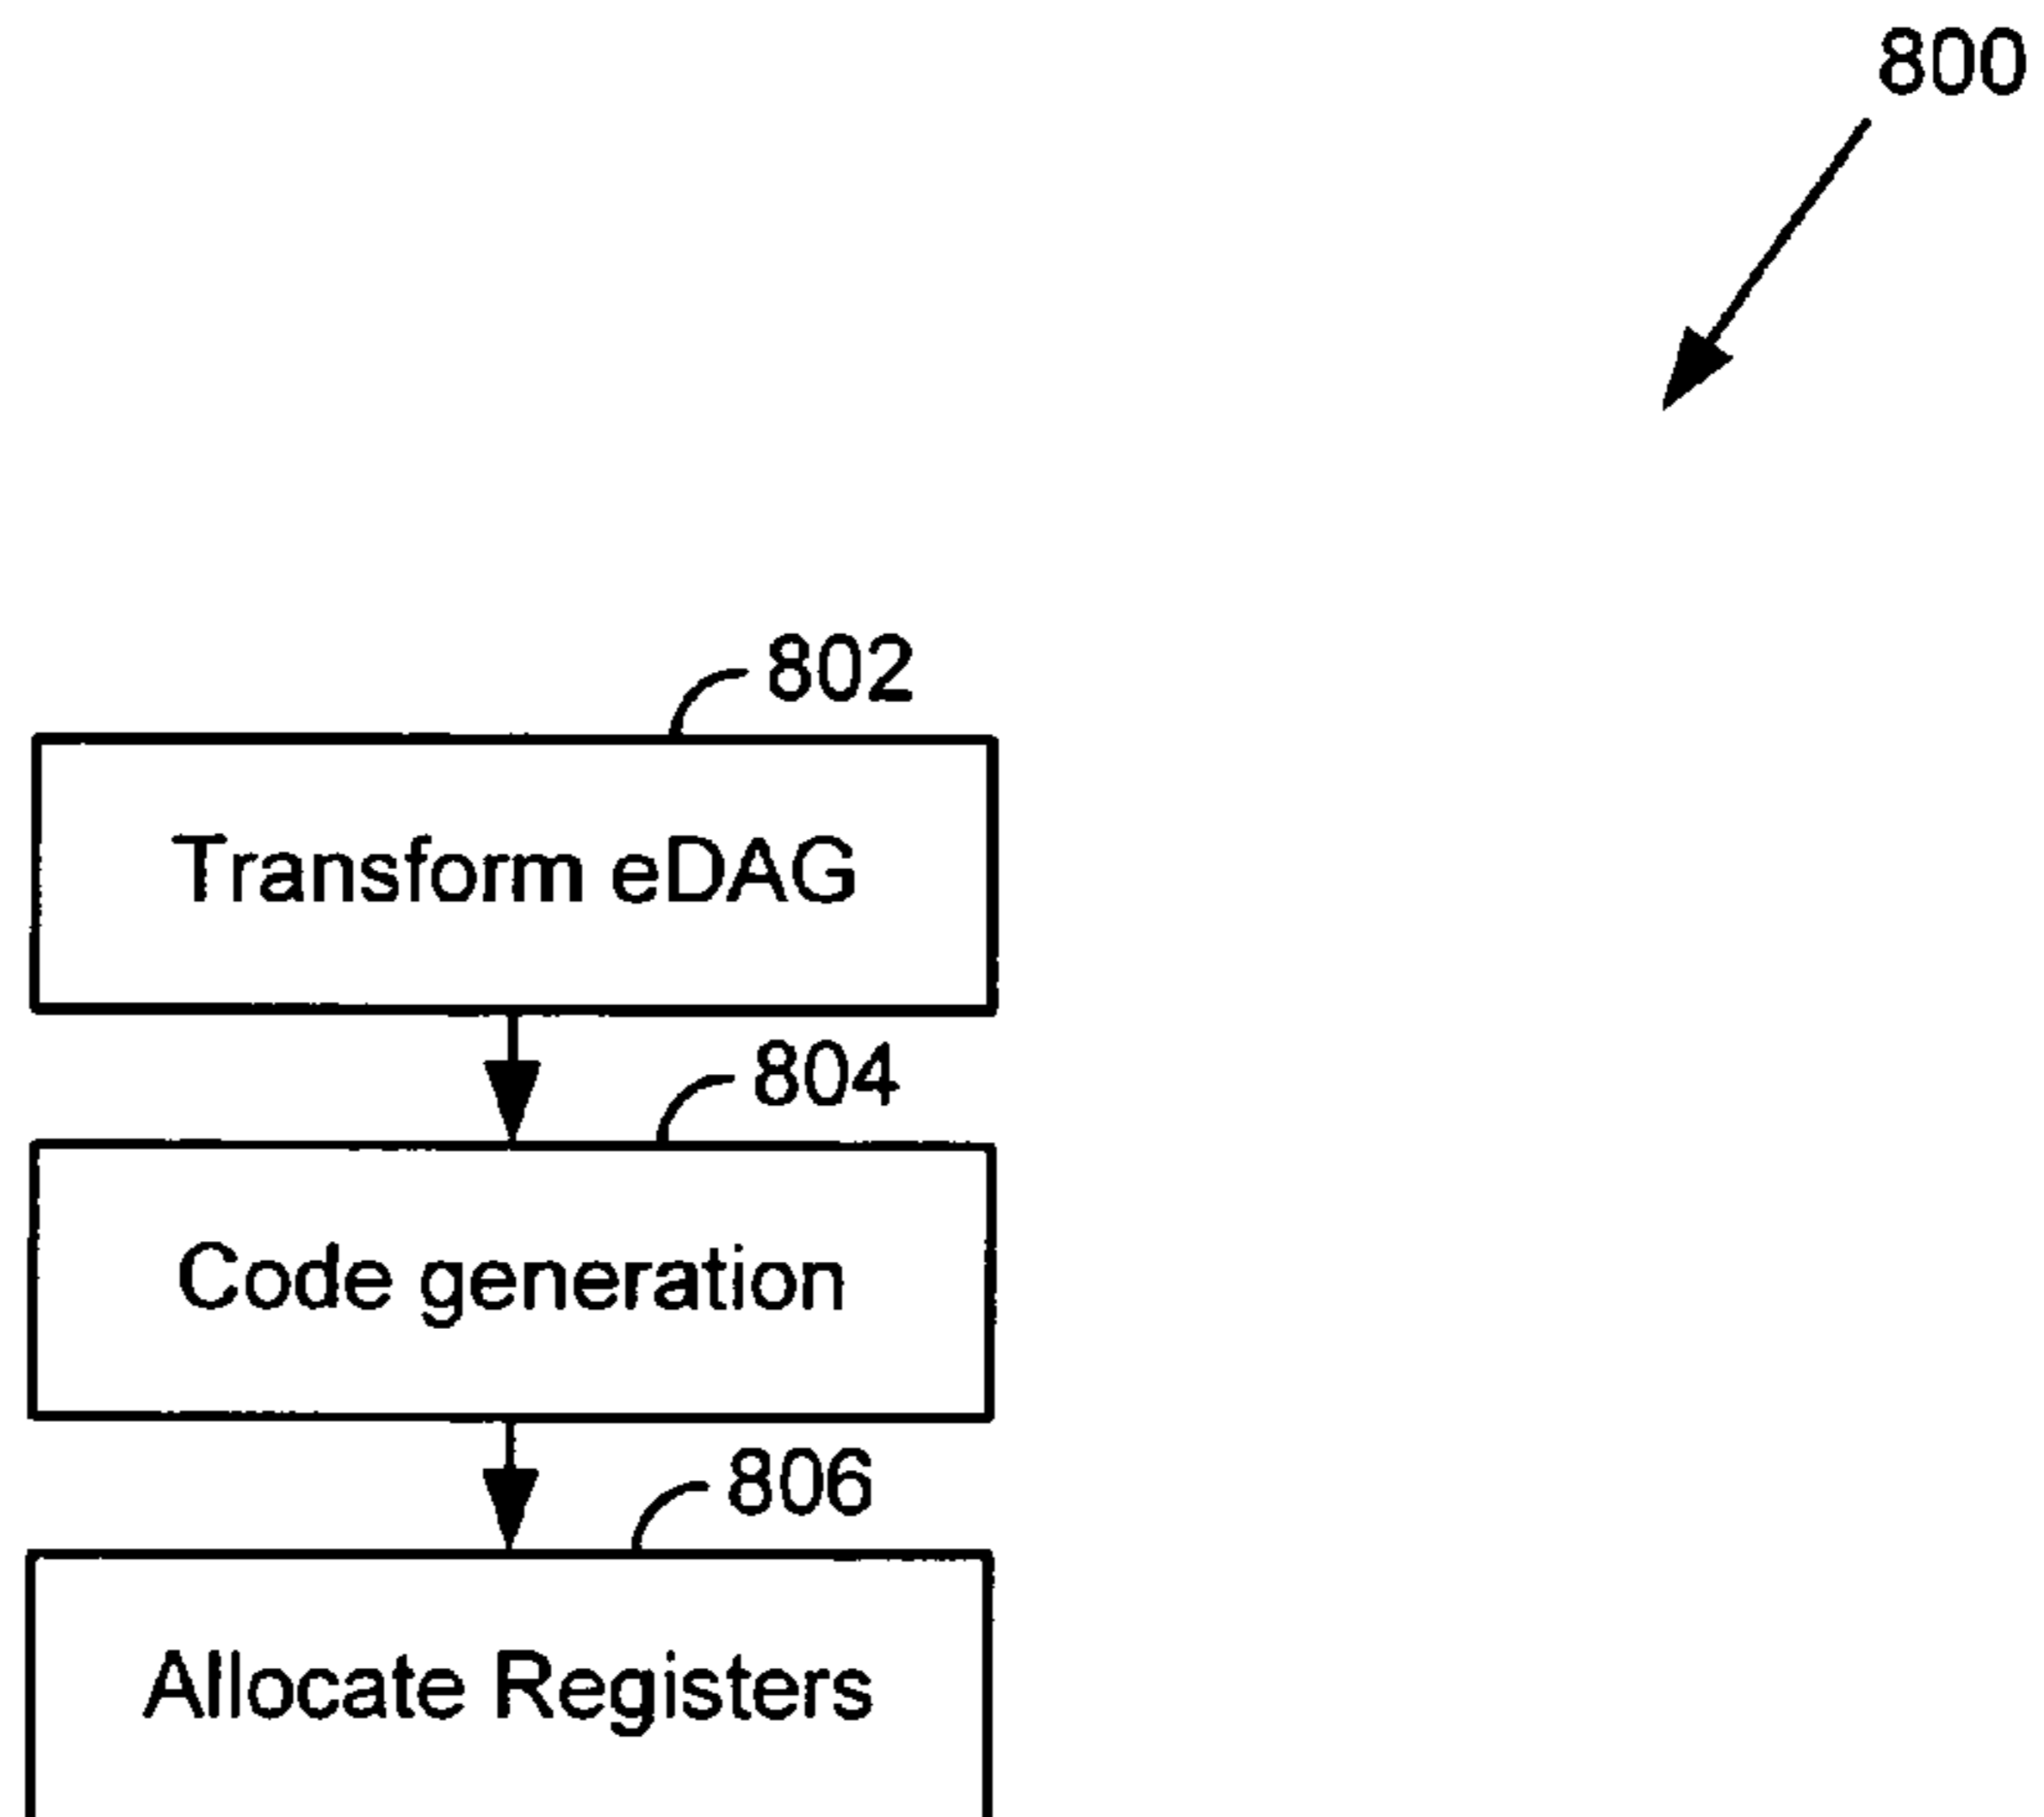 800
802
Transform eDAG
804
Code generation
806
Allocate Registers